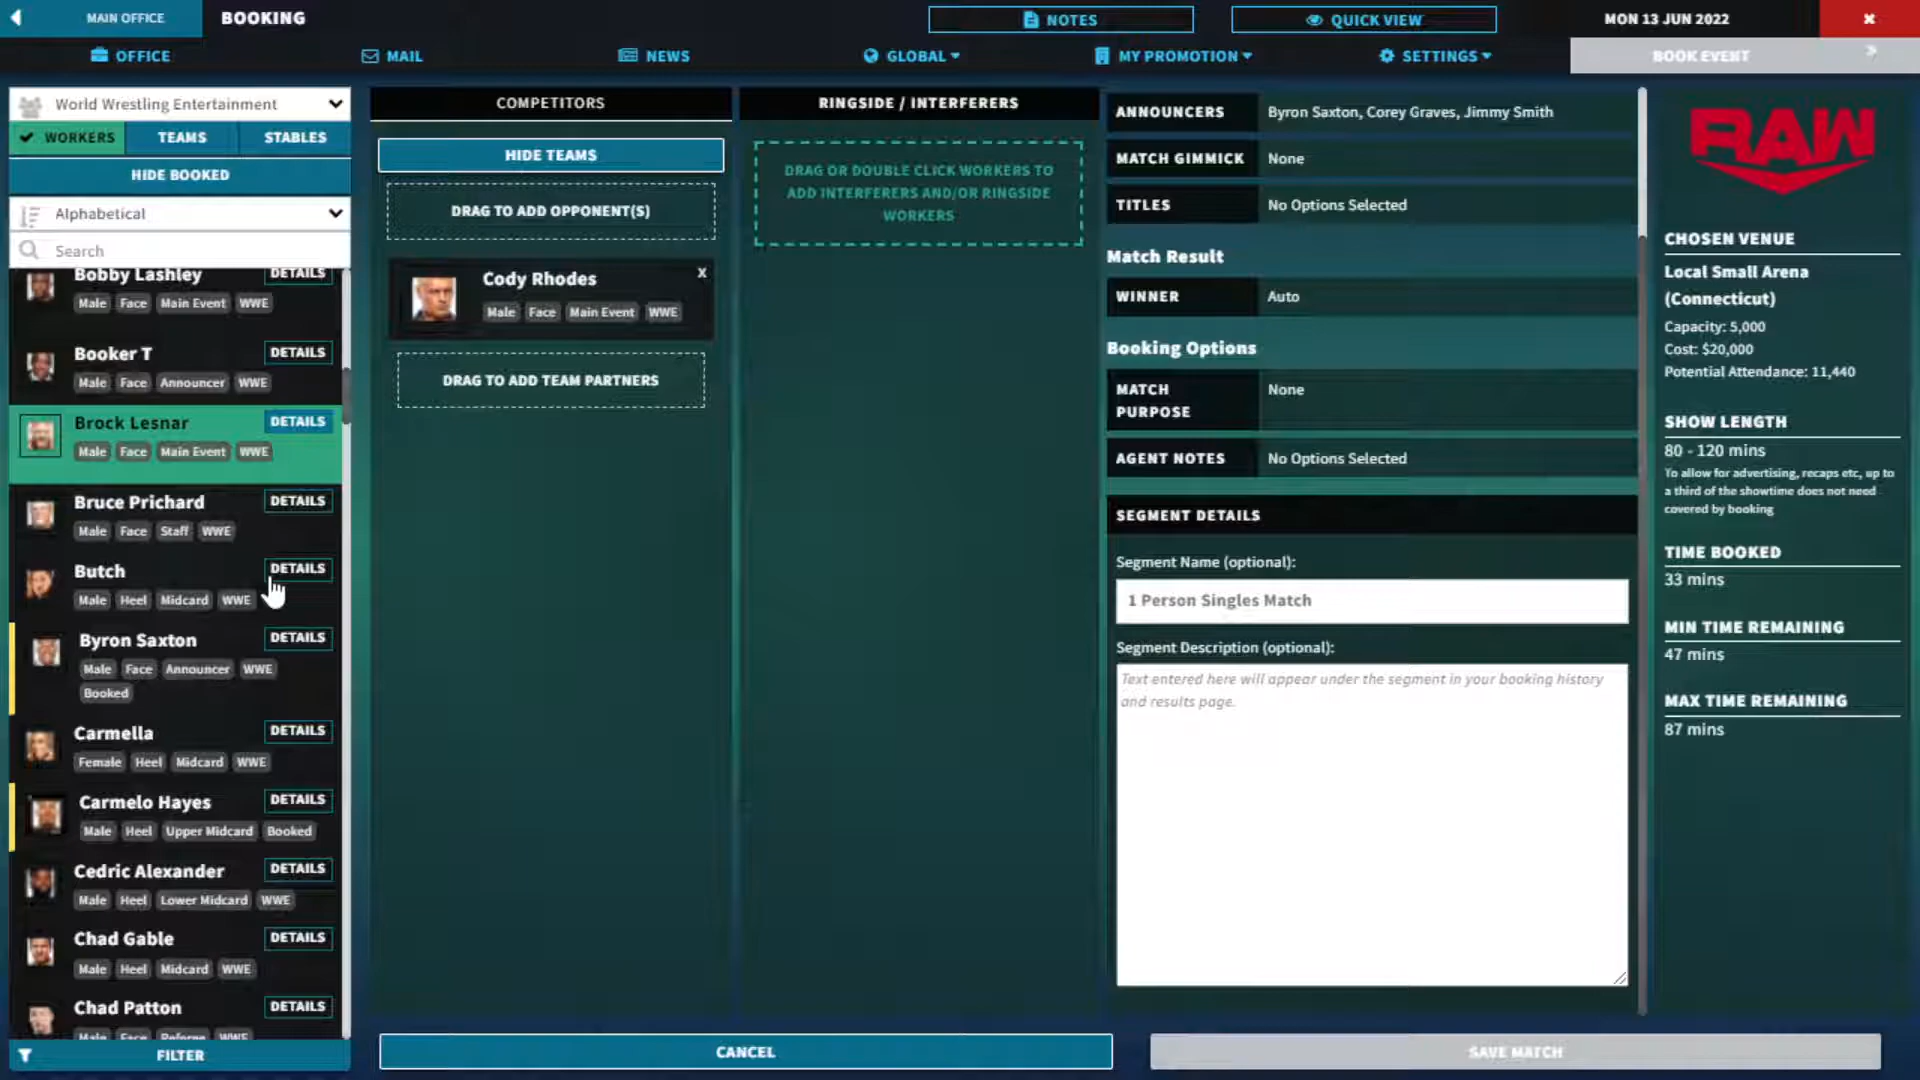 MAIN OFFICE
BOOKING
NOTES
QUICK VIEW
MON 13 JUN 2022
OFFICE
MAIL
NEWS
GLOBAL
MY PROMOTION
SETTINGS
BOOK EVENT
World Wrestling Entertainment
WORKERS
TEAMS
STABLES
HIDE BOOKED
Alphabetical
Search
Bobby Lashley
DETAILS
Male Face Main Event WWE
Booker T
DETAILS
Male Face Announcer WWE
Brock Lesnar
DETAILS
Male Face Main Event WWE
Bruce Prichard
DETAILS
Male Face Staff WWE
Butch
DETAILS
Male Heel Midcard WWE
Byron Saxton
DETAILS
Male Face Announcer WWE
Booked
Carmella
DETAILS
Female Heel Midcard WWE
Carmelo Hayes
DETAILS
Male Heel Upper Midcard Booked
Cedric Alexander
DETAILS
Male Heel Lower Midcard WWE
Chad Gable
DETAILS
Male Heel Midcard WWE
Chad Patton
DETAILS
Male Face Referee WWE
FILTER
COMPETITORS
HIDE TEAMS
DRAG TO ADD OPPONENT(S)
Cody Rhodes
X
Male Face Main Event WWE
DRAG TO ADD TEAM PARTNERS
RINGSIDE / INTERFERERS
DRAG OR DOUBLE CLICK WORKERS TO
ADD INTERFERERS AND/OR RINGSIDE
WORKERS
ANNOUNCERS
Byron Saxton, Corey Graves, Jimmy Smith
MATCH GIMMICK
None
TITLES
No Options Selected
Match Result
WINNER
Auto
Booking Options
MATCH
PURPOSE
None
AGENT NOTES
No Options Selected
SEGMENT DETAILS
Segment Name (optional):
1 Person Singles Match
Segment Description (optional):
Text entered here will appear under the segment in your booking history
and results page.
CANCEL
SAVE MATCH
RAW
CHOSEN VENUE
Local Small Arena
(Connecticut)
Capacity: 5,000
Cost: $20,000
Potential Attendance: 11,440
SHOW LENGTH
80 - 120 mins
To allow for advertising, recaps etc, up to
a third of the showtime does not need
covered by booking
TIME BOOKED
33 mins
MIN TIME REMAINING
47 mins
MAX TIME REMAINING
87 mins